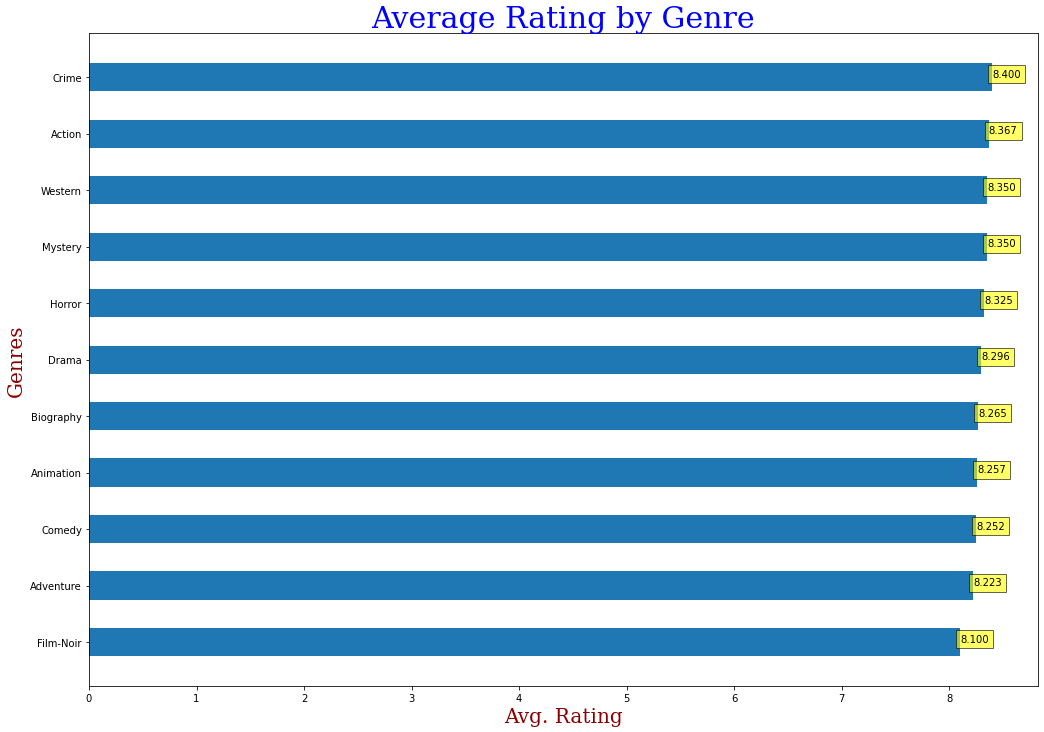 Average Rating by Genre
Genres
Crime 8.400
Action 8.367
Western 8.350
Mystery 8.350
Horror 8.325
Drama 8.296
Biography 8.265
Animation 8.257
Comedy 8.252
Adventure 8.223
Film-Noir 8.100
0 1 2 3 4 5 6 7 8
Avg. Rating